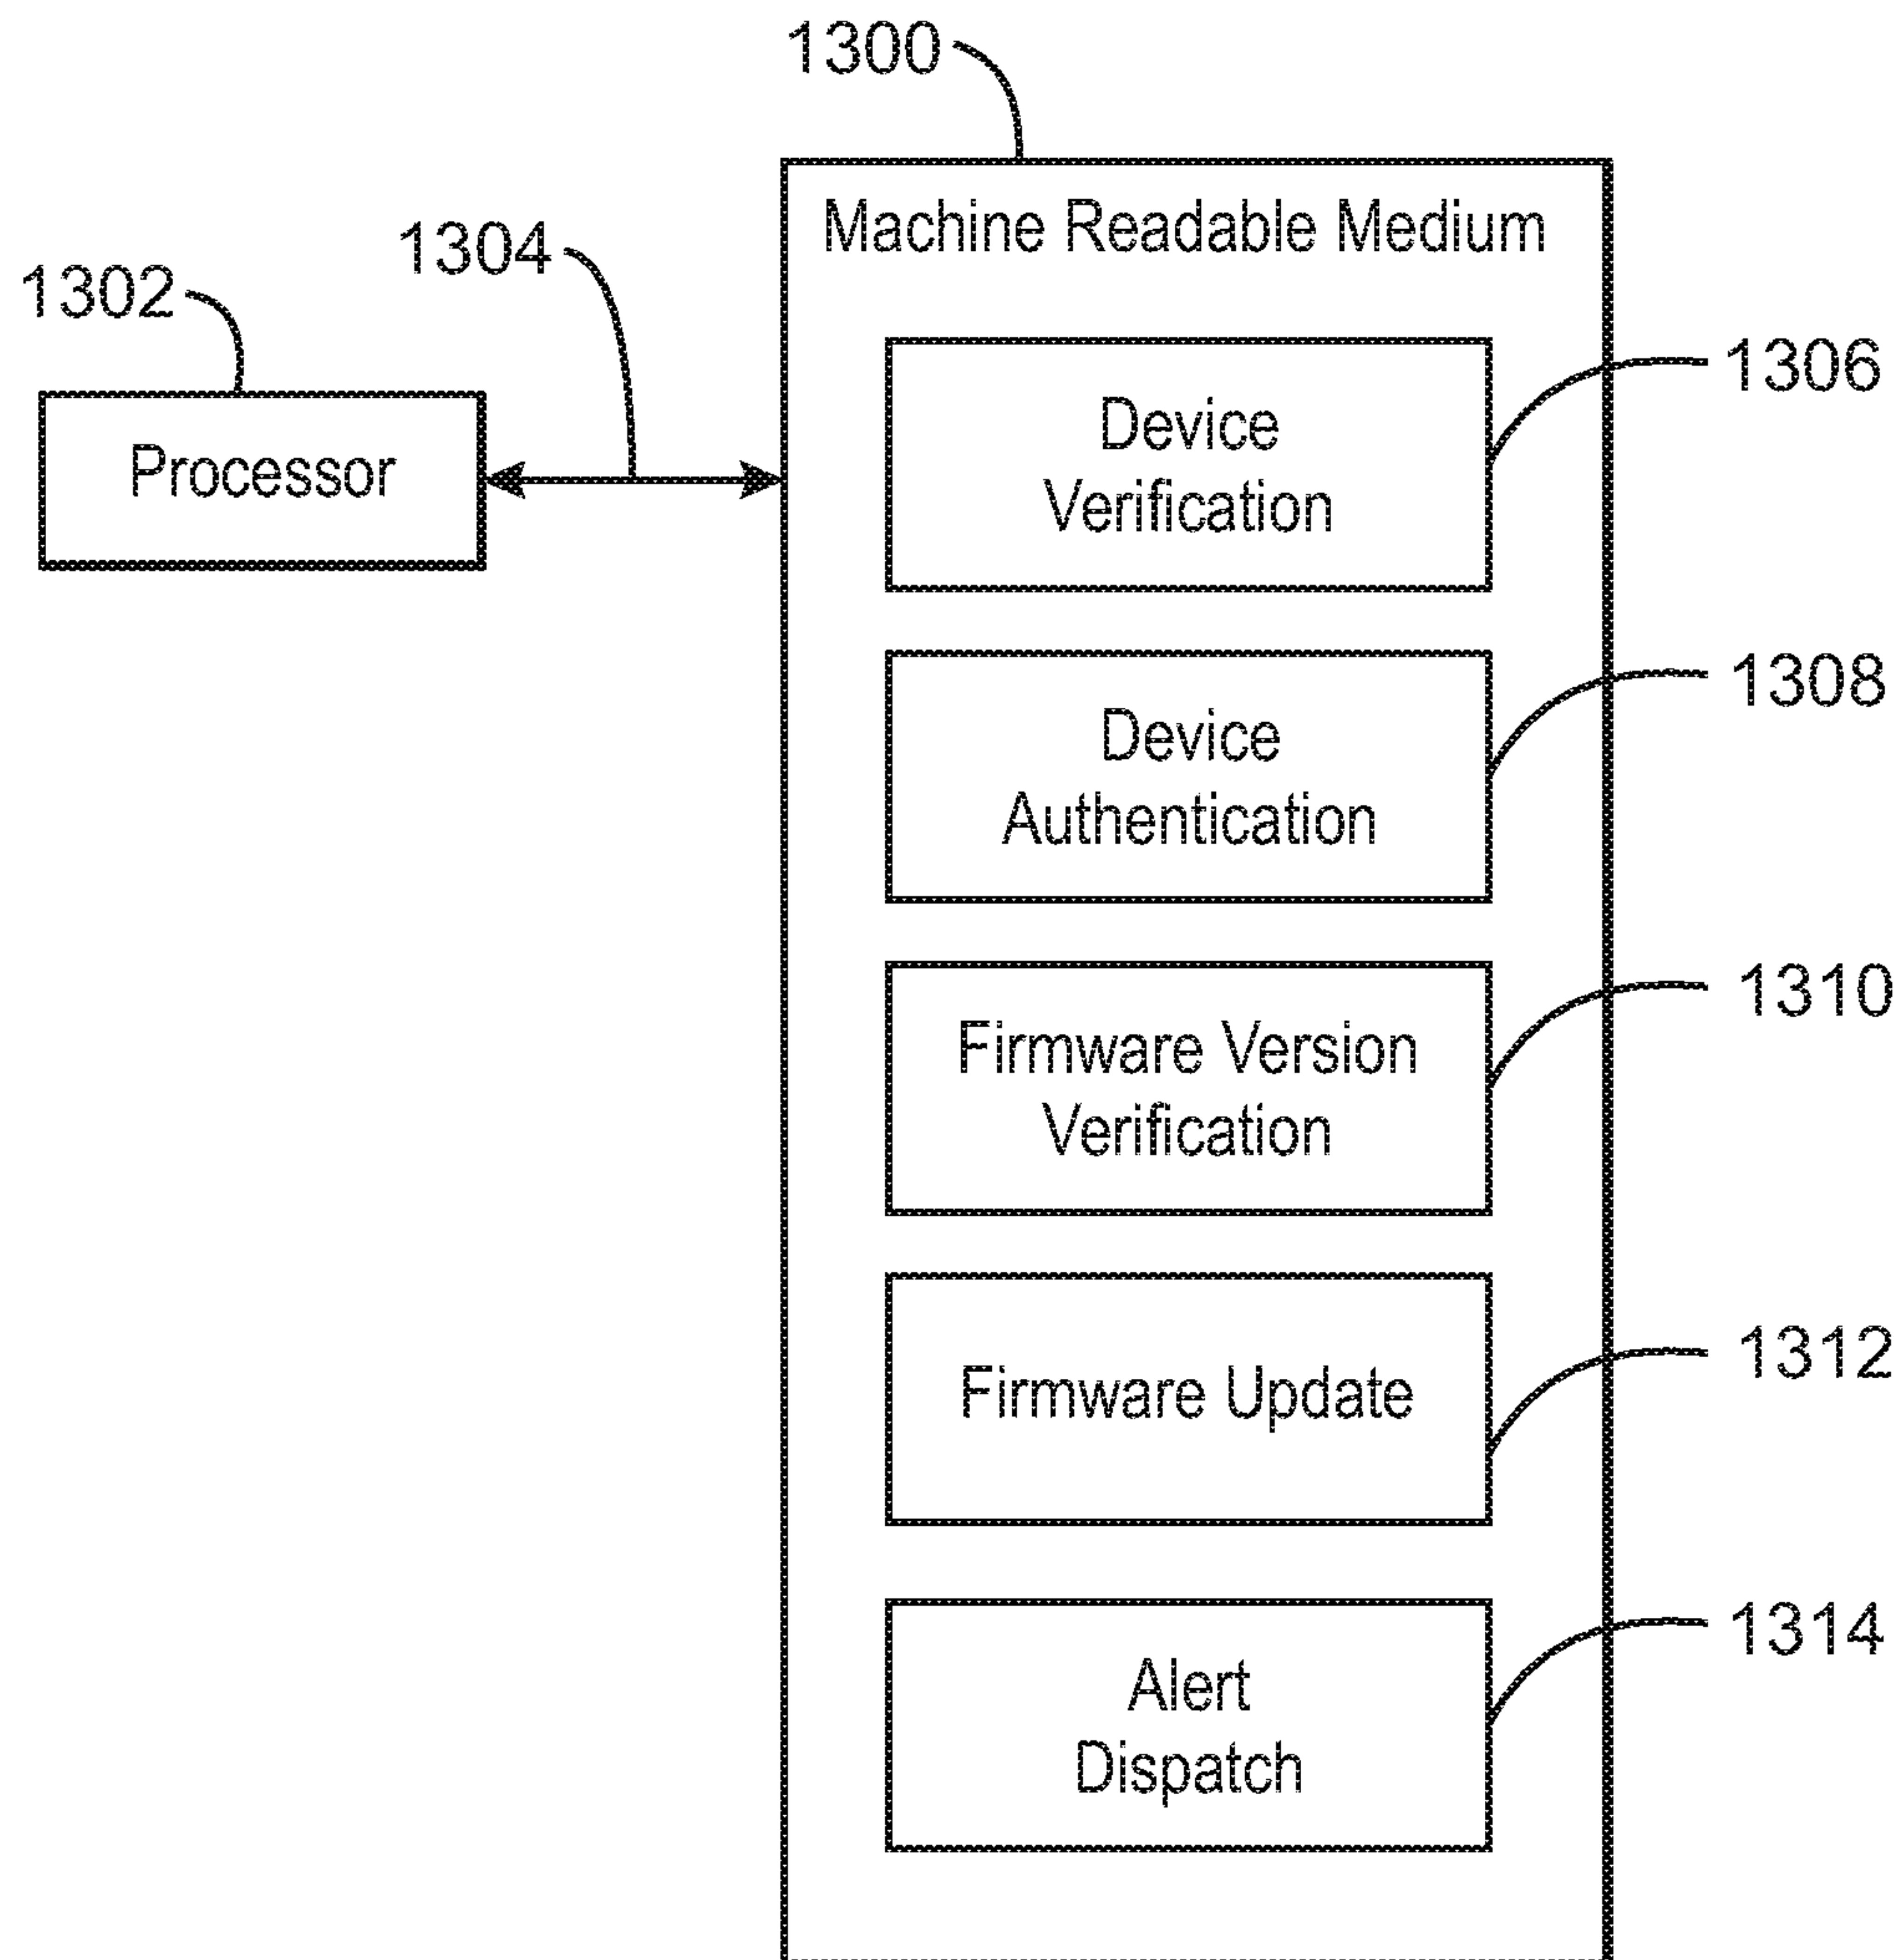 1300
Machine Readable Medium
1304
1302
Processor
Device
Verification
1306
Device
Authentication
1308
Firmware Version
Verification
1310
Firmware Update
1312
Alert
Dispatch
1314